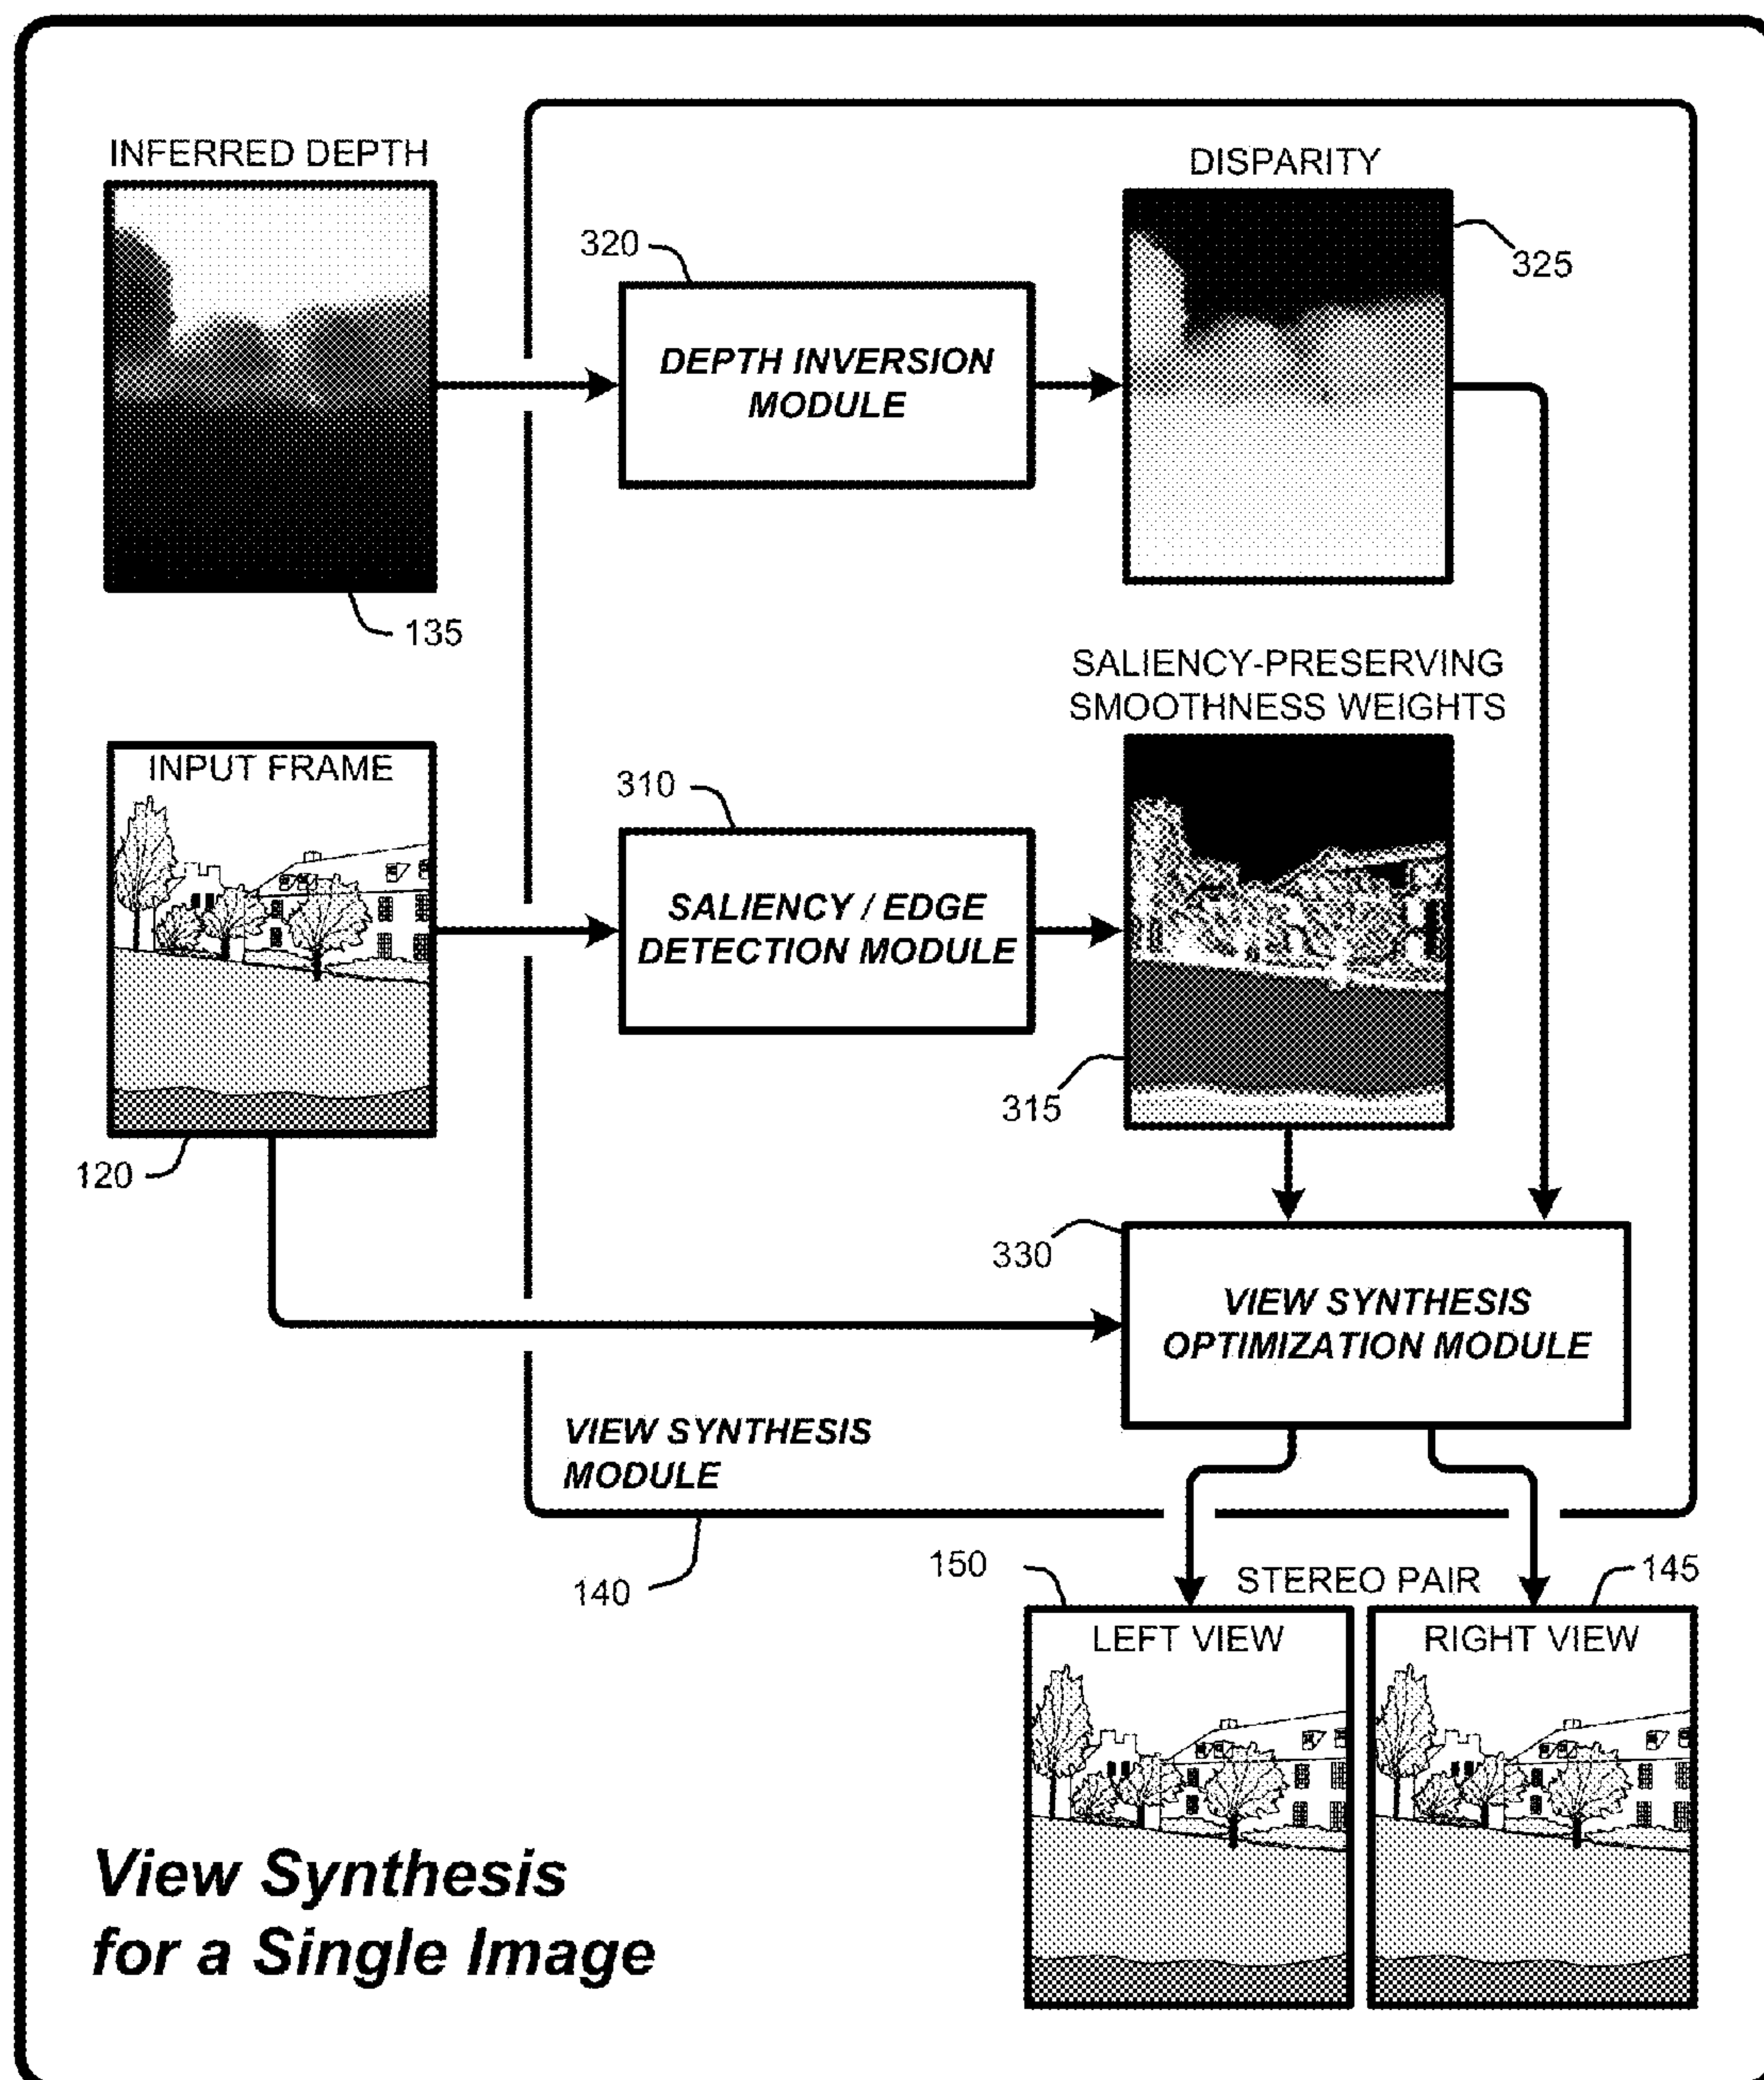 INFERRED DEPTH
DISPARITY
320
325
DEPTH INVERSION
MODULE
135
SALIENCY-PRESERVING
SMOOTHNESS WEIGHTS
INPUT FRAME
310
SALIENCY / EDGE
DETECTION MODULE
315
120
330
VIEW SYNTHESIS
OPTIMIZATION MODULE
VIEW SYNTHESIS
MODULE
140
150
STEREO PAIR
145
LEFT VIEW
RIGHT VIEW
View Synthesis
for a Single Image